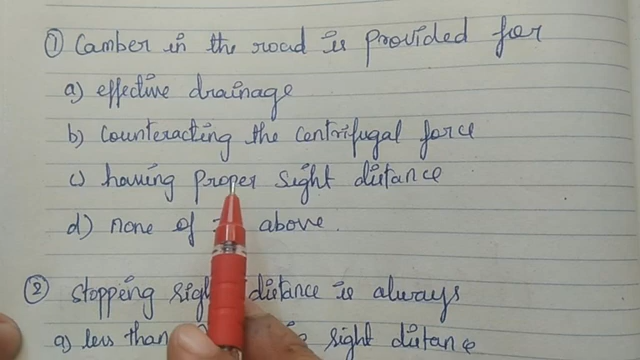 ① Camber in the road is provided for
a) effective drainage
b) counteracting the centrifugal force
c) having proper sight distance
d) none of above.
② stopping sight distance is always
a) less than sight distance